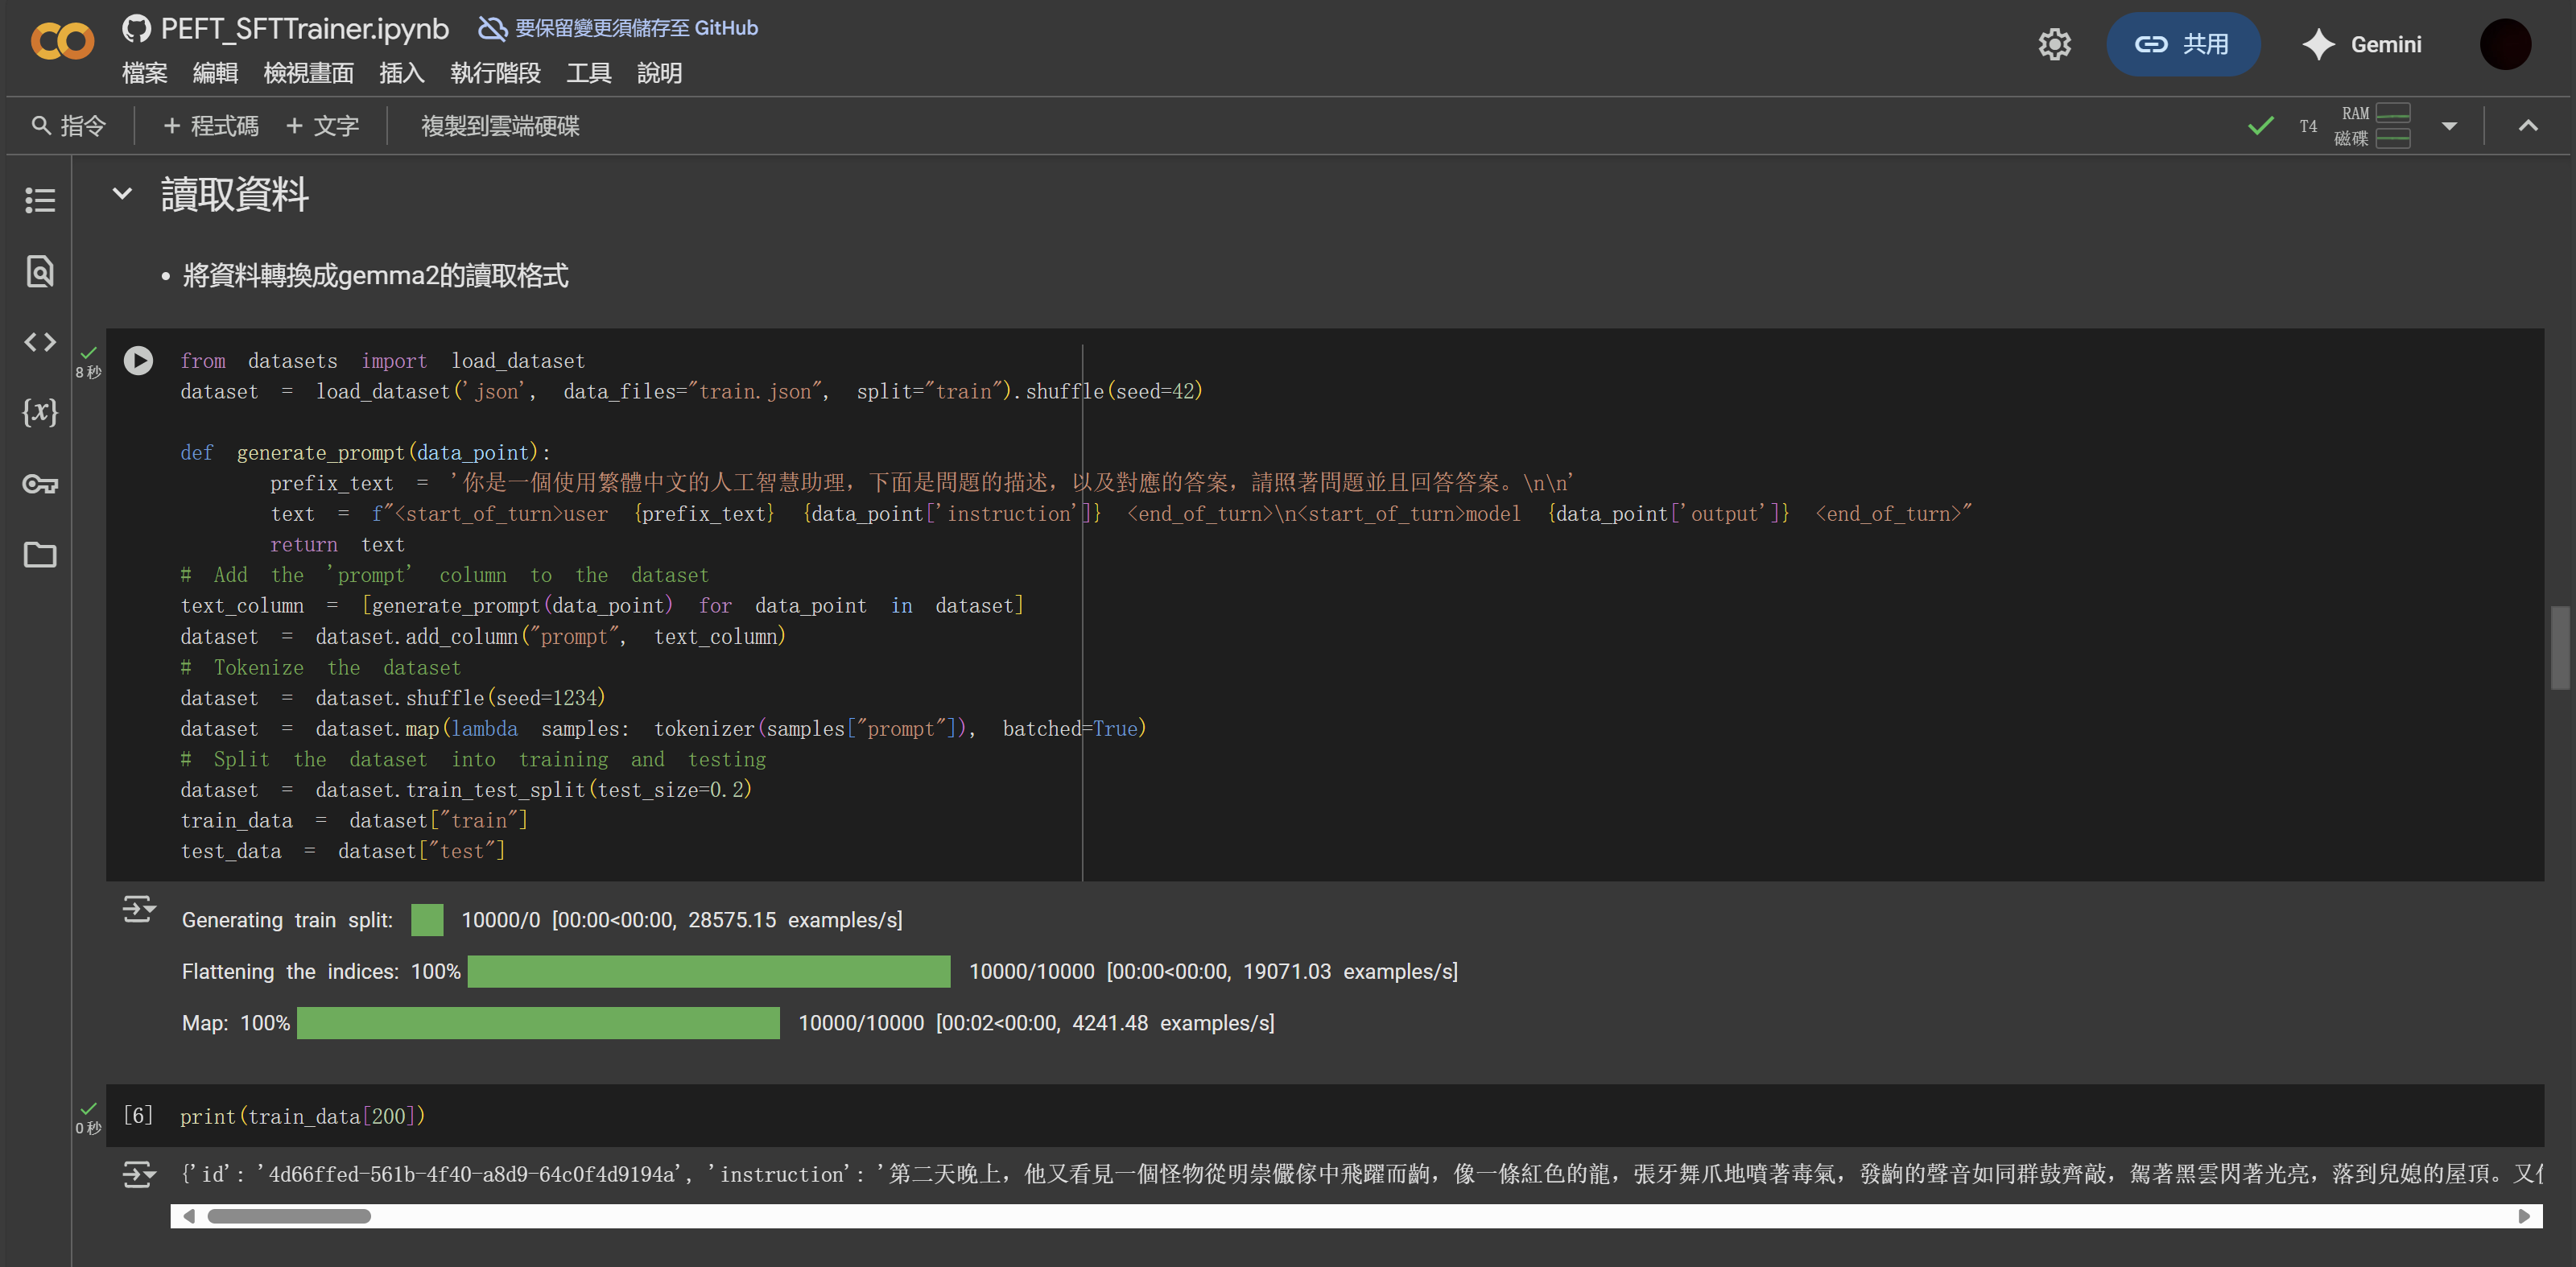 PEFT_SFTTrainer.ipynb 要保留變更須儲存至 GitHub
檔案 編輯 檢視畫面 插入 執行階段 工具 說明
共用 Gemini
指令 + 程式碼 + 文字 複製到雲端硬碟
T4 RAM 磁碟
讀取資料
• 將資料轉換成gemma2的讀取格式
8 秒
from datasets import load_dataset
dataset = load_dataset('json', data_files="train.json", split="train").shuffle(seed=42)
def generate_prompt(data_point):
prefix_text = '你是一個使用繁體中文的人工智慧助理，下面是問題的描述，以及對應的答案，請照著問題並且回答答案。\n\n'
text = f"<start_of_turn>user {prefix_text} {data_point['instruction']} <end_of_turn>\n<start_of_turn>model {data_point['output']} <end_of_turn>"
return text
# Add the 'prompt' column to the dataset
text_column = [generate_prompt(data_point) for data_point in dataset]
dataset = dataset.add_column("prompt", text_column)
# Tokenize the dataset
dataset = dataset.shuffle(seed=1234)
dataset = dataset.map(lambda samples: tokenizer(samples["prompt"]), batched=True)
# Split the dataset into training and testing
dataset = dataset.train_test_split(test_size=0.2)
train_data = dataset["train"]
test_data = dataset["test"]
Generating train split: 10000/0 [00:00<00:00, 28575.15 examples/s]
Flattening the indices: 100% 10000/10000 [00:00<00:00, 19071.03 examples/s]
Map: 100% 10000/10000 [00:02<00:00, 4241.48 examples/s]
0 秒
[6] print(train_data[200])
{'id': '4d66ffed-561b-4f40-a8d9-64c0f4d9194a', 'instruction': '第二天晚上，他又看見一個怪物從明崇儼傢中飛躍而齣，像一條紅色的龍，張牙舞爪地噴著毒氣，發齣的聲音如同群鼓齊敲，駕著黑雲閃著光亮，落到兒媳的屋頂。又